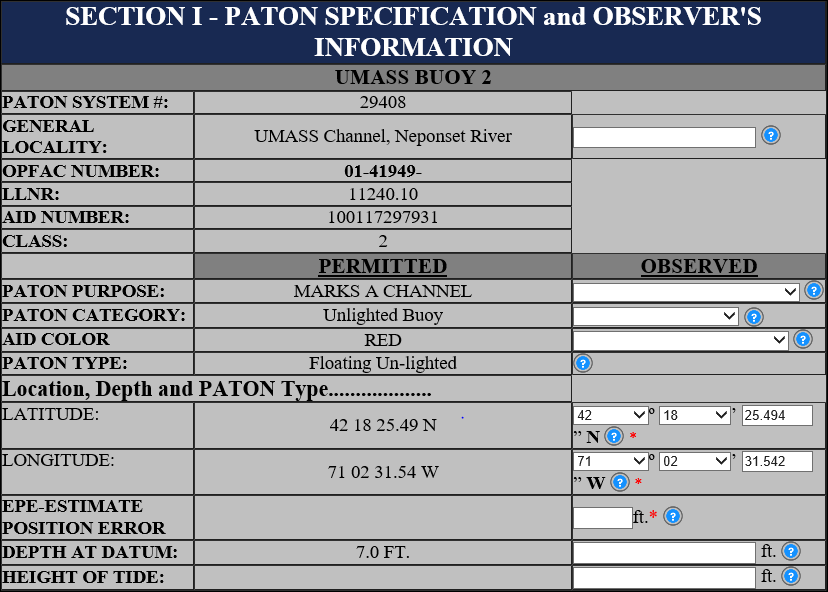 SECTION I - PATON SPECIFICATION and OBSERVER'S
INFORMATION
UMASS BUOY 2
PATON SYSTEM #: 29408
GENERAL
LOCALITY: UMASS Channel, Neponset River ?
OPFAC NUMBER: 01-41949-
LLNR: 11240.10
AID NUMBER: 100117297931
CLASS: 2
PERMITTED OBSERVED
PATON PURPOSE: MARKS A CHANNEL ?
PATON CATEGORY: Unlighted Buoy ?
AID COLOR RED ?
PATON TYPE: Floating Un-lighted ?
Location, Depth and PATON Type...................
LATITUDE: 42 18 25.49 N 42 º 18 ’ 25.494
” N ? *
LONGITUDE: 71 02 31.54 W 71 º 02 ’ 31.542
” W ? *
EPE-ESTIMATE
POSITION ERROR ft.* ?
DEPTH AT DATUM: 7.0 FT. ft. ?
HEIGHT OF TIDE: ft. ?